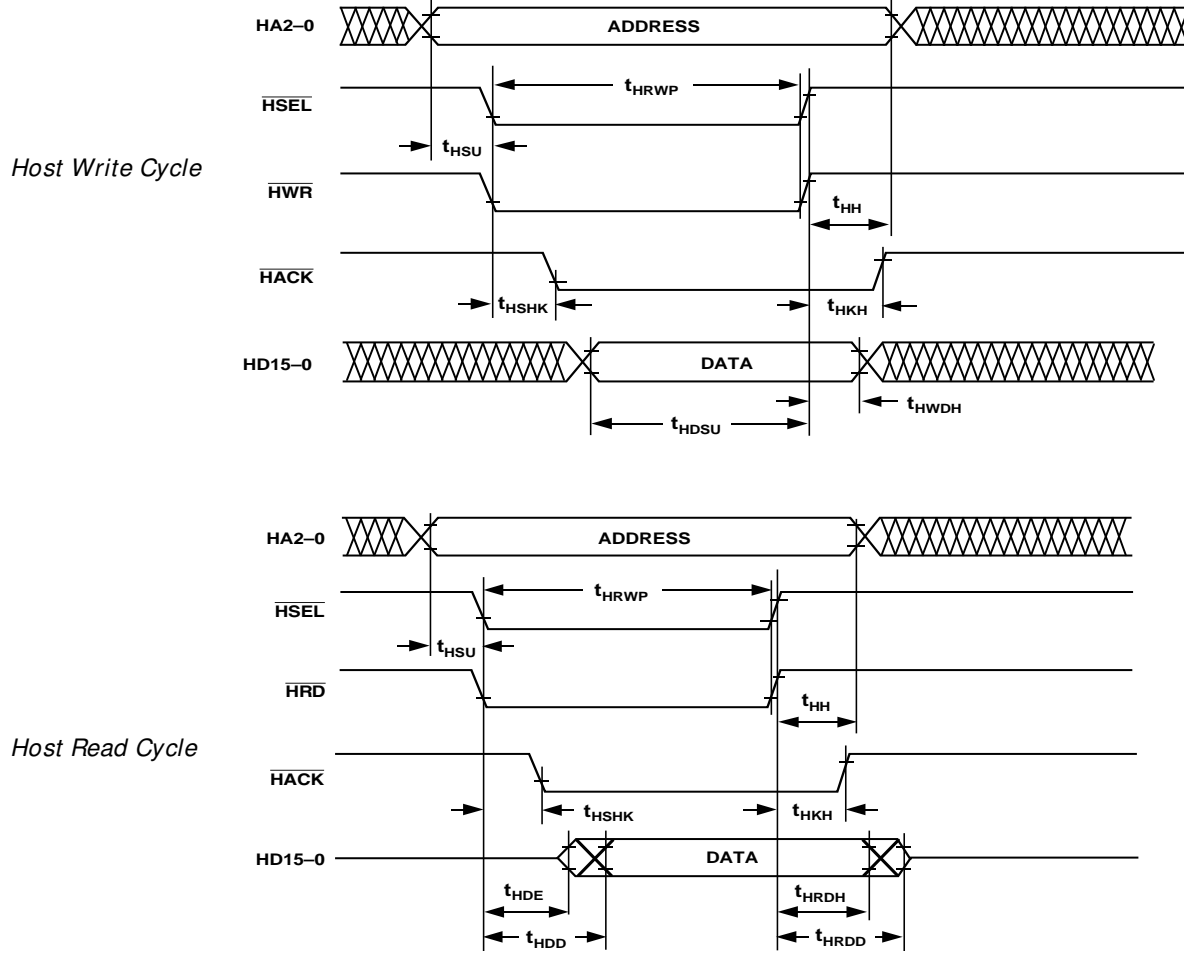 HA2–0
ADDRESS
HSEL
tHRWP
tHSU
Host Write Cycle
HWR
tHH
HACK
tHSHK
tHKH
HD15–0
DATA
tHWDH
tHDSU
HA2–0
ADDRESS
HSEL
tHRWP
tHSU
HRD
tHH
Host Read Cycle
HACK
tHSHK
tHKH
HD15–0
DATA
tHDE
tHRDH
tHDD
tHRDD